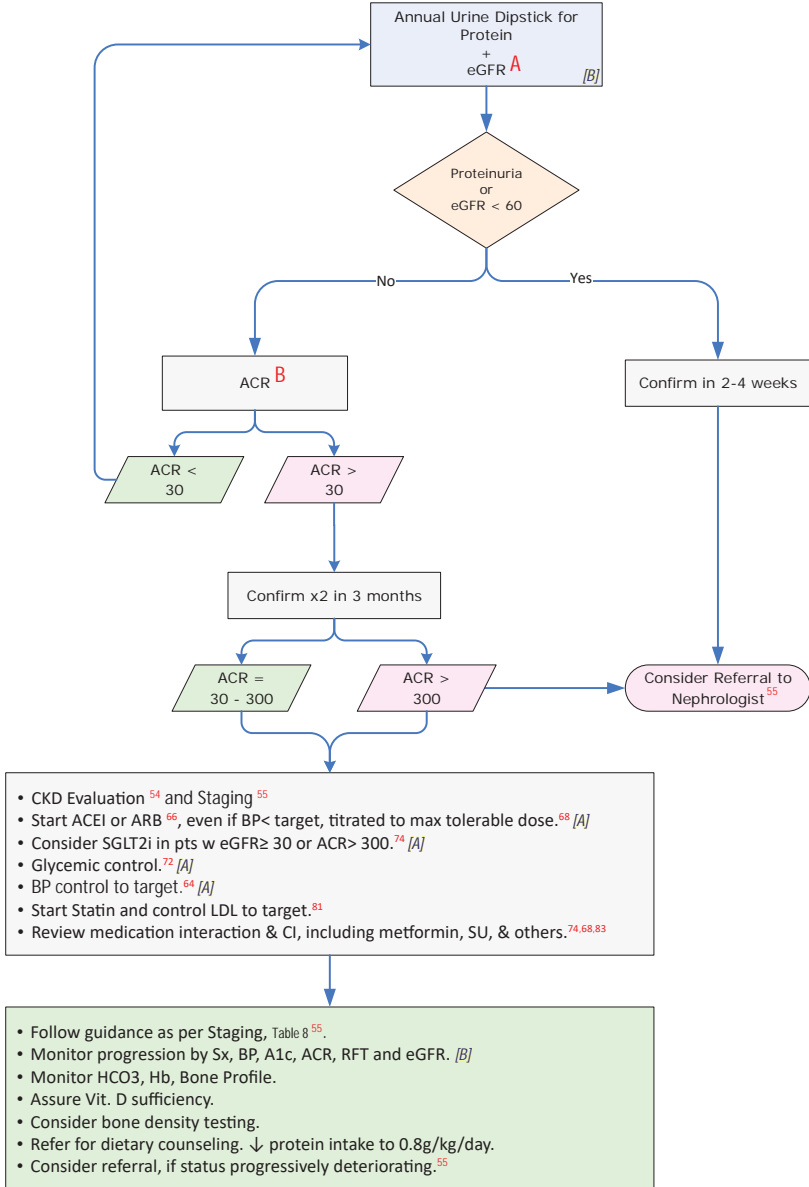 Annual Urine Dipstick for
Protein
+
eGFR A
[B]
Proteinuria
or
eGFR < 60
No
Yes
ACR B
Confirm in 2-4 weeks
ACR <
30
ACR >
30
Confirm x2 in 3 months
ACR =
30 - 300
ACR >
300
Consider Referral to
Nephrologist 55
• CKD Evaluation 54 and Staging 55
• Start ACEI or ARB 66, even if BP< target, titrated to max tolerable dose.68 [A]
• Consider SGLT2i in pts w eGFR≥ 30 or ACR> 300.74 [A]
• Glycemic control.72 [A]
• BP control to target.64 [A]
• Start Statin and control LDL to target.81
• Review medication interaction & CI, including metformin, SU, & others.74,68,83
• Follow guidance as per Staging, Table 8 55.
• Monitor progression by Sx, BP, A1c, ACR, RFT and eGFR. [B]
• Monitor HCO3, Hb, Bone Profile.
• Assure Vit. D sufficiency.
• Consider bone density testing.
• Refer for dietary counseling. ↓ protein intake to 0.8g/kg/day.
• Consider referral, if status progressively deteriorating.55